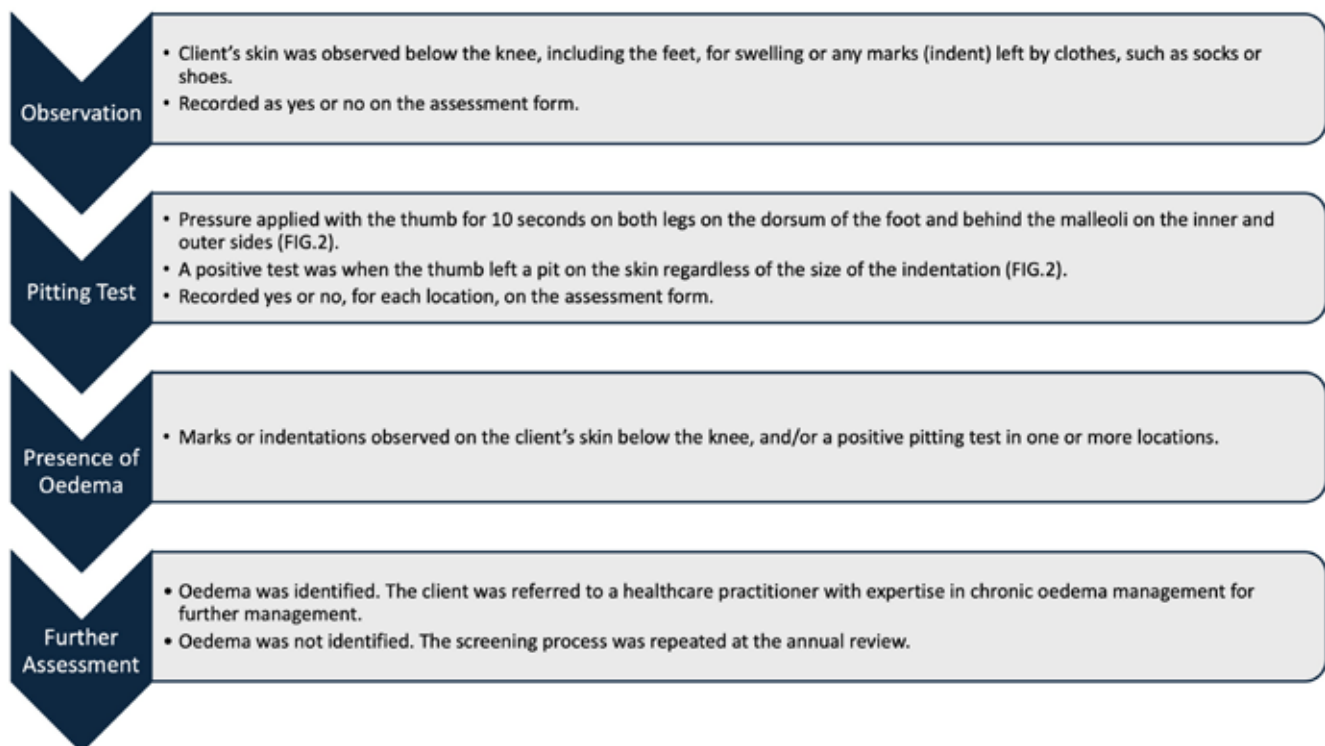 Observation
• Client's skin was observed below the knee, including the feet, for swelling or any marks (indent) left by clothes, such as socks or
shoes.
• Recorded as yes or no on the assessment form.
Pitting Test
• Pressure applied with the thumb for 10 seconds on both legs on the dorsum of the foot and behind the malleoli on the inner and
outer sides (FIG.2).
• A positive test was when the thumb left a pit on the skin regardless of the size of the indentation (FIG.2).
• Recorded yes or no, for each location, on the assessment form.
Presence of
Oedema
• Marks or indentations observed on the client's skin below the knee, and/or a positive pitting test in one or more locations.
Further
Assessment
• Oedema was identified. The client was referred to a healthcare practitioner with expertise in chronic oedema management for
further management.
• Oedema was not identified. The screening process was repeated at the annual review.